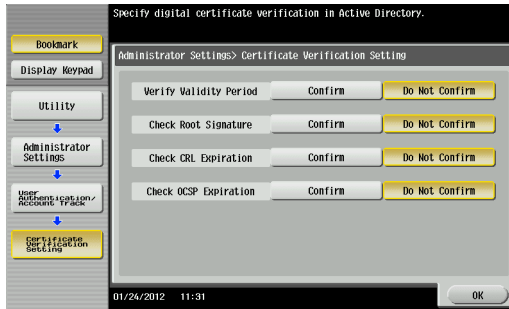 Specify digital certificate verification in Active Directory.
Bookmark
Display Keypad
Utility
Administrator
Settings
User
Authentication/
Account Track
Certificate
Verification
Setting
Administrator Settings> Certificate Verification Setting
Verify Validity Period Confirm Do Not Confirm
Check Root Signature Confirm Do Not Confirm
Check CRL Expiration Confirm Do Not Confirm
Check OCSP Expiration Confirm Do Not Confirm
01/24/2012 11:31
OK